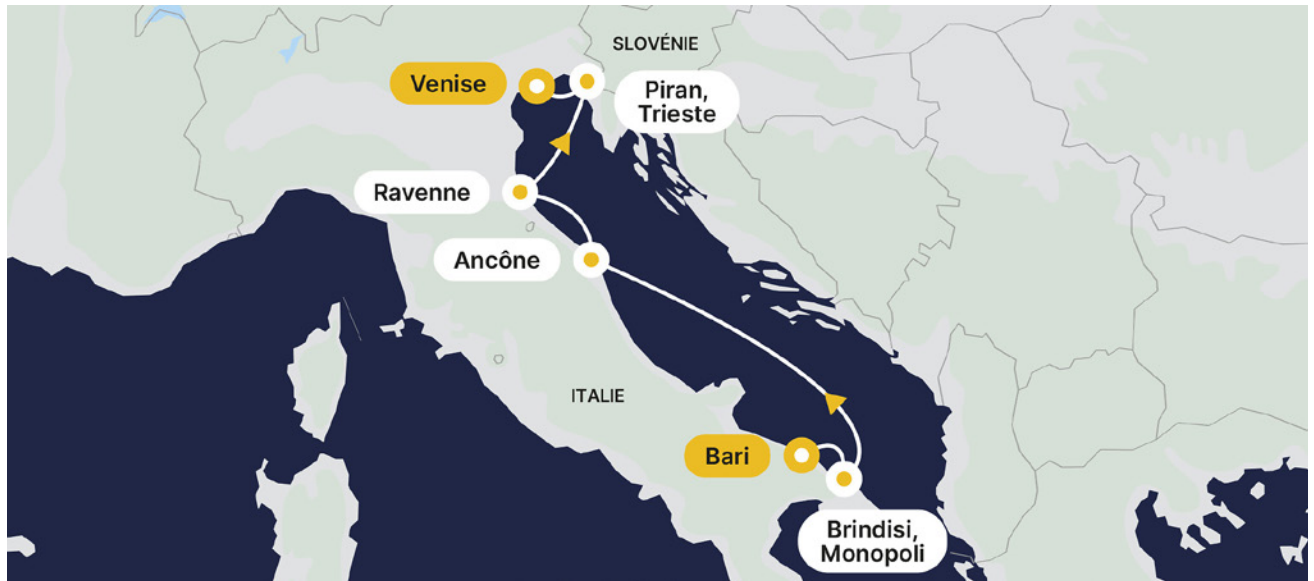 SLOVÉNIE
Venise
Piran,
Trieste
Ravenne
Ancône
ITALIE
Bari
Brindisi,
Monopoli